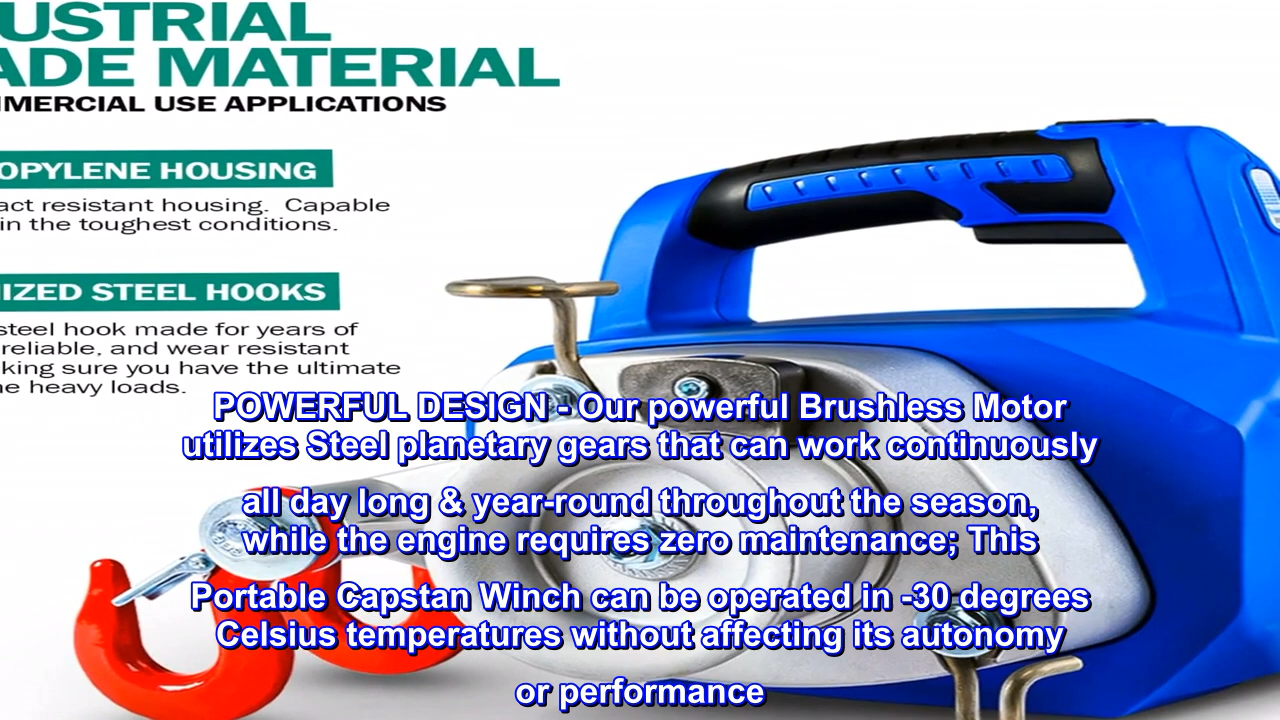 USTRIAL
ADE MATERIAL
MERCIAL USE APPLICATIONS
OPYLENE HOUSING
act resistant housing. Capable
in the toughest conditions.
IZED STEEL HOOKS
steel hook made for years of
reliable, and wear resistant
king sure you have the ultimate
e heavy loads.
POWERFUL DESIGN - Our powerful Brushless Motor
utilizes Steel planetary gears that can work continuously
all day long & year-round throughout the season,
while the engine requires zero maintenance; This
Portable Capstan Winch can be operated in -30 degrees
Celsius temperatures without affecting its autonomy
or performance